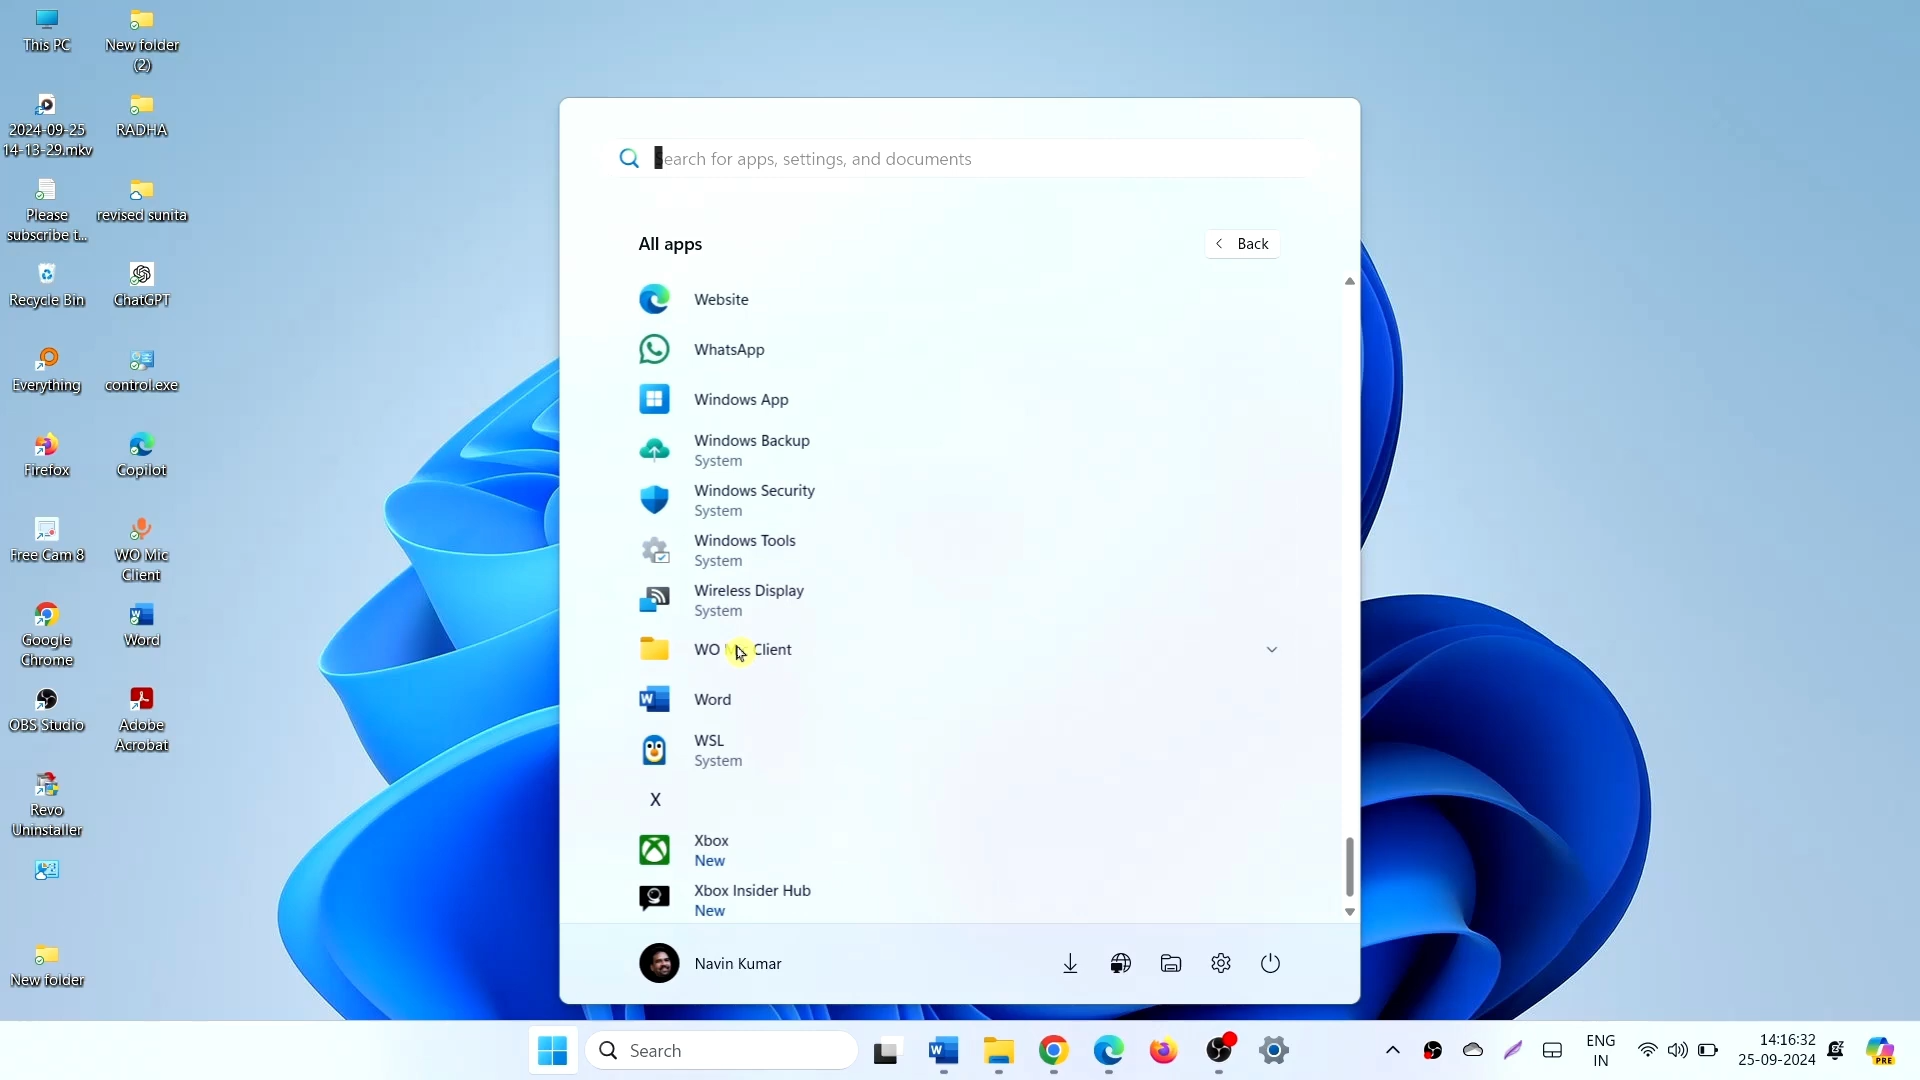 This PC
New folder
(2)
2024-09-25
14-13-29.mkv
RADHA
Please
subscribe t...
revised sunita
Recycle Bin
ChatGPT
Everything
control.exe
Firefox
Copilot
Free Cam 8
WO Mic
Client
Google
Chrome
Word
OBS Studio
Adobe
Acrobat
Revo
Uninstaller
New folder
Search for apps, settings, and documents
All apps
Back
Website
WhatsApp
Windows App
Windows Backup
System
Windows Security
System
Windows Tools
System
Wireless Display
System
WO Mic Client
Word
WSL
System
X
Xbox
New
Xbox Insider Hub
New
Navin Kumar
Search
ENG
IN
14:16:32
25-09-2024
PRE